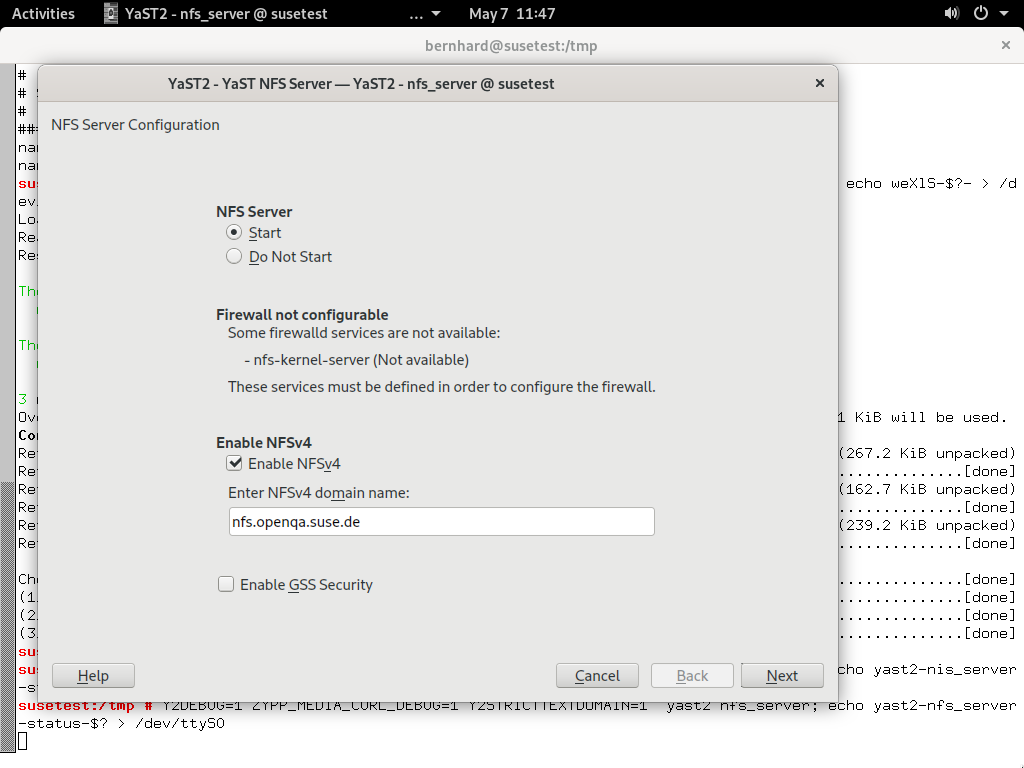 Activities YaST2 - nfs_server @ susetest ... May 7 11:47
bernhard@susetest:/tmp
YaST2 - YaST NFS Server — YaST2 - nfs_server @ susetest
NFS Server Configuration
NFS Server
Start
Do Not Start
Firewall not configurable
Some firewalld services are not available:
- nfs-kernel-server (Not available)
These services must be defined in order to configure the firewall.
Enable NFSv4
Enable NFSv4
Enter NFSv4 domain name:
nfs.openqa.suse.de
Enable GSS Security
Help Cancel Back Next
#
#
#
echo weXlS-$?- > /d
KiB will be used.
(267.2 KiB unpacked)
..............[done]
(162.7 KiB unpacked)
..............[done]
(239.2 KiB unpacked)
..............[done]
..............[done]
..............[done]
..............[done]
..............[done]
yast2-nis_server
susetest:/tmp # Y2DEBUG=1 ZYPP_MEDIA_CURL_DEBUG=1 Y2STRICTTEXTDOMAIN=1 yast2 nfs_server; echo yast2-nfs_server
-status-$? > /dev/ttyS0